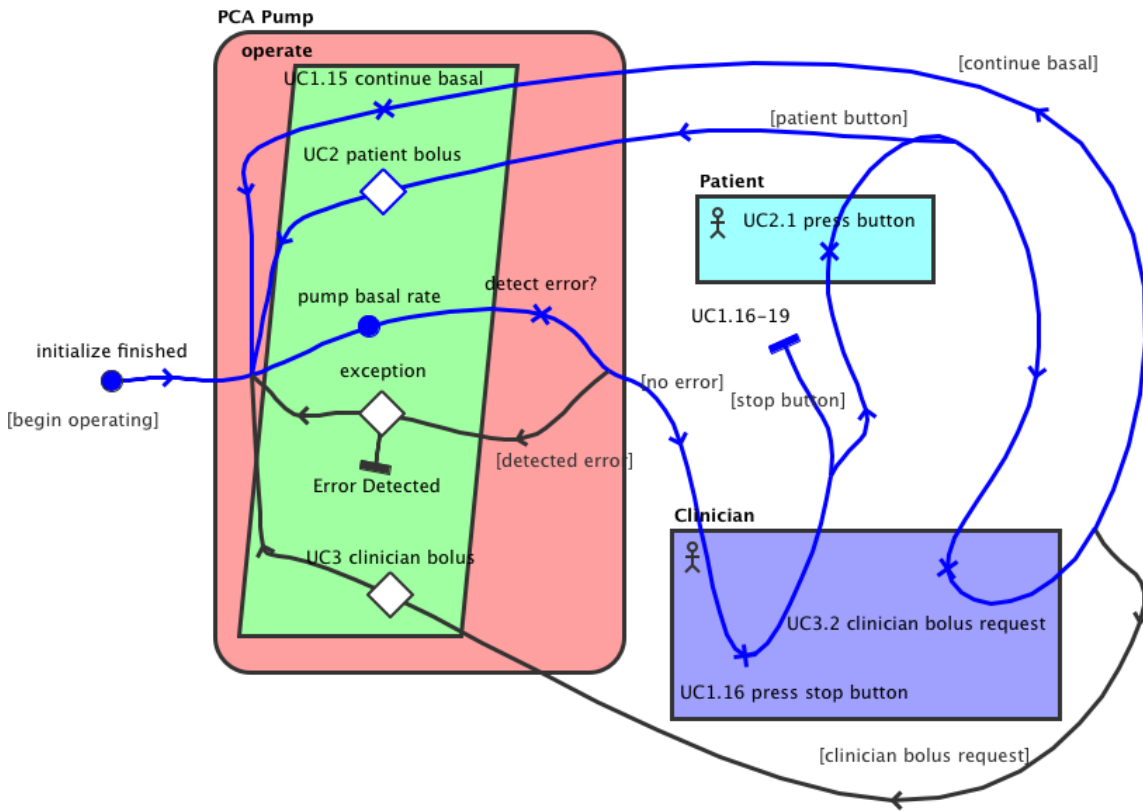 PCA Pump
operate
UC1.15 continue basal
[continue basal]
[patient button]
UC2 patient bolus
Patient
UC2.1 press button
detect error?
pump basal rate
UC1.16-19
initialize finished
exception
[no error]
[stop button]
[begin operating]
[detected error]
Error Detected
Clinician
UC3 clinician bolus
UC3.2 clinician bolus request
UC1.16 press stop button
[clinician bolus request]